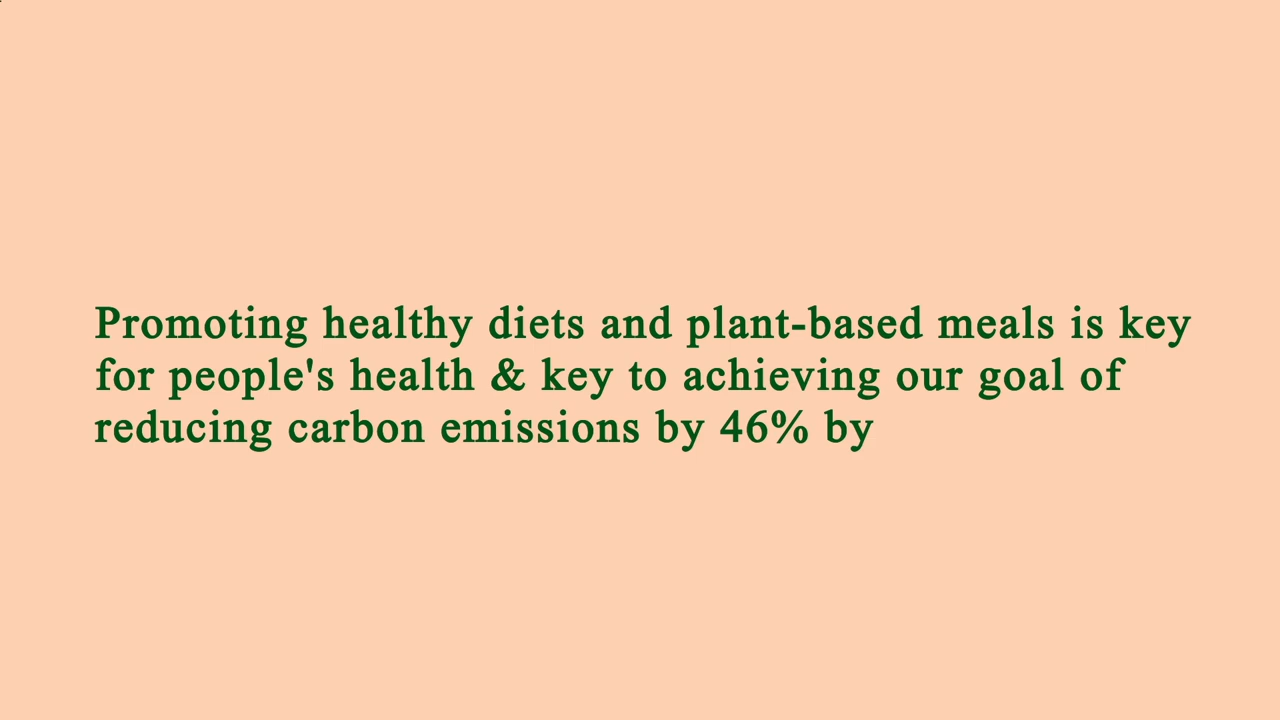 Promoting healthy diets and plant-based meals is key
for people's health & key to achieving our goal of
reducing carbon emissions by 46% by